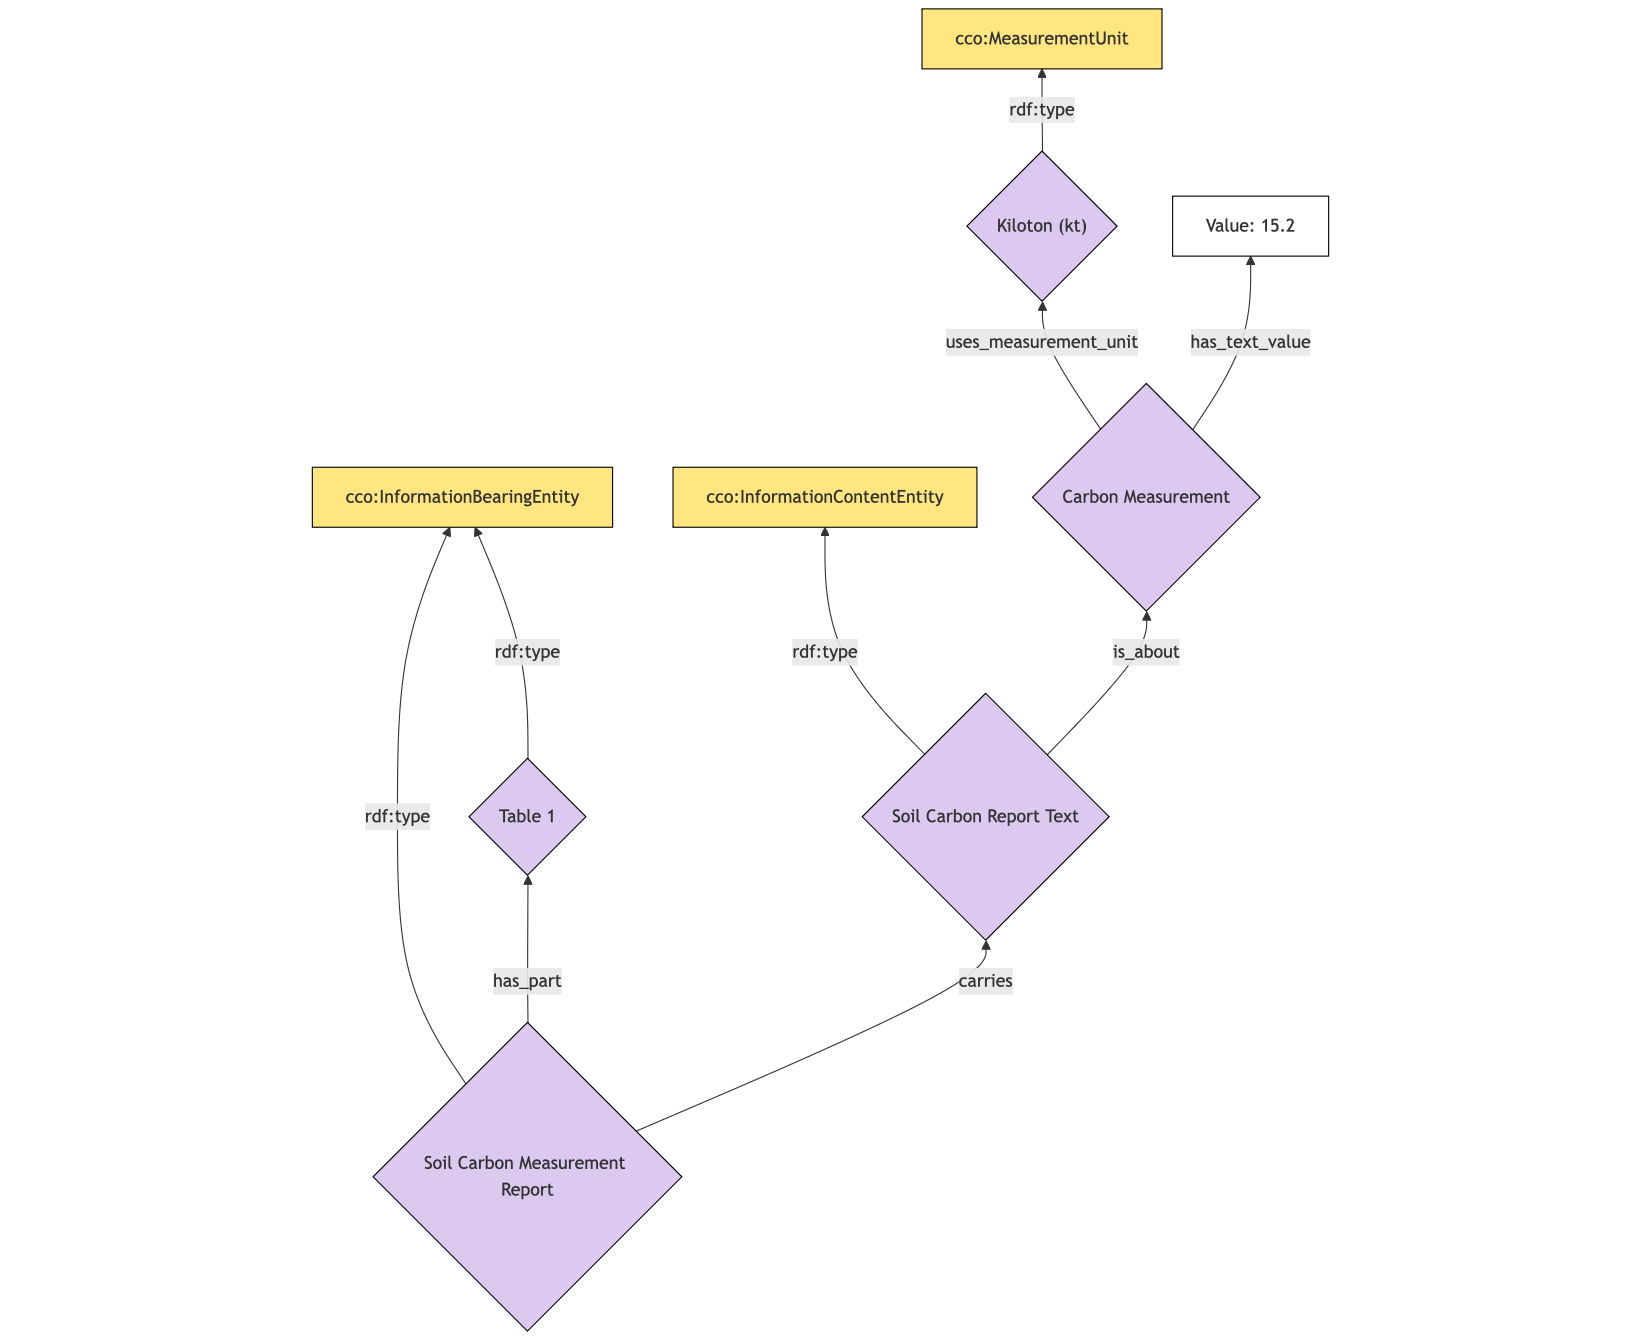 cco:MeasurementUnit
rdf:type
Kiloton (kt)
Value: 15.2
uses_measurement_unit
has_text_value
cco:InformationBearingEntity
cco:InformationContentEntity
Carbon Measurement
rdf:type
rdf:type
is_about
rdf:type
Table 1
Soil Carbon Report Text
has_part
carries
Soil Carbon Measurement
Report